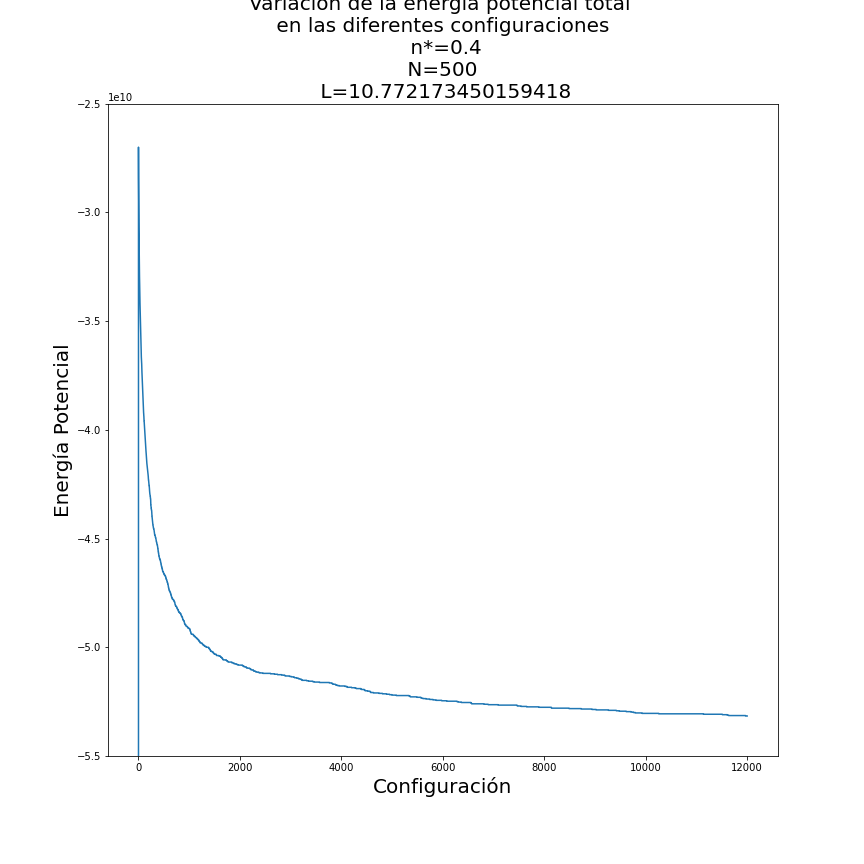 Variación de la energía potencial total
en las diferentes configuraciones
n*=0.4
N=500
L=10.772173450159418
1e10
−2.5
−3.0
−3.5
−4.0
−4.5
−5.0
−5.5
Energía Potencial
0 2000 4000 6000 8000 10000 12000
Configuración